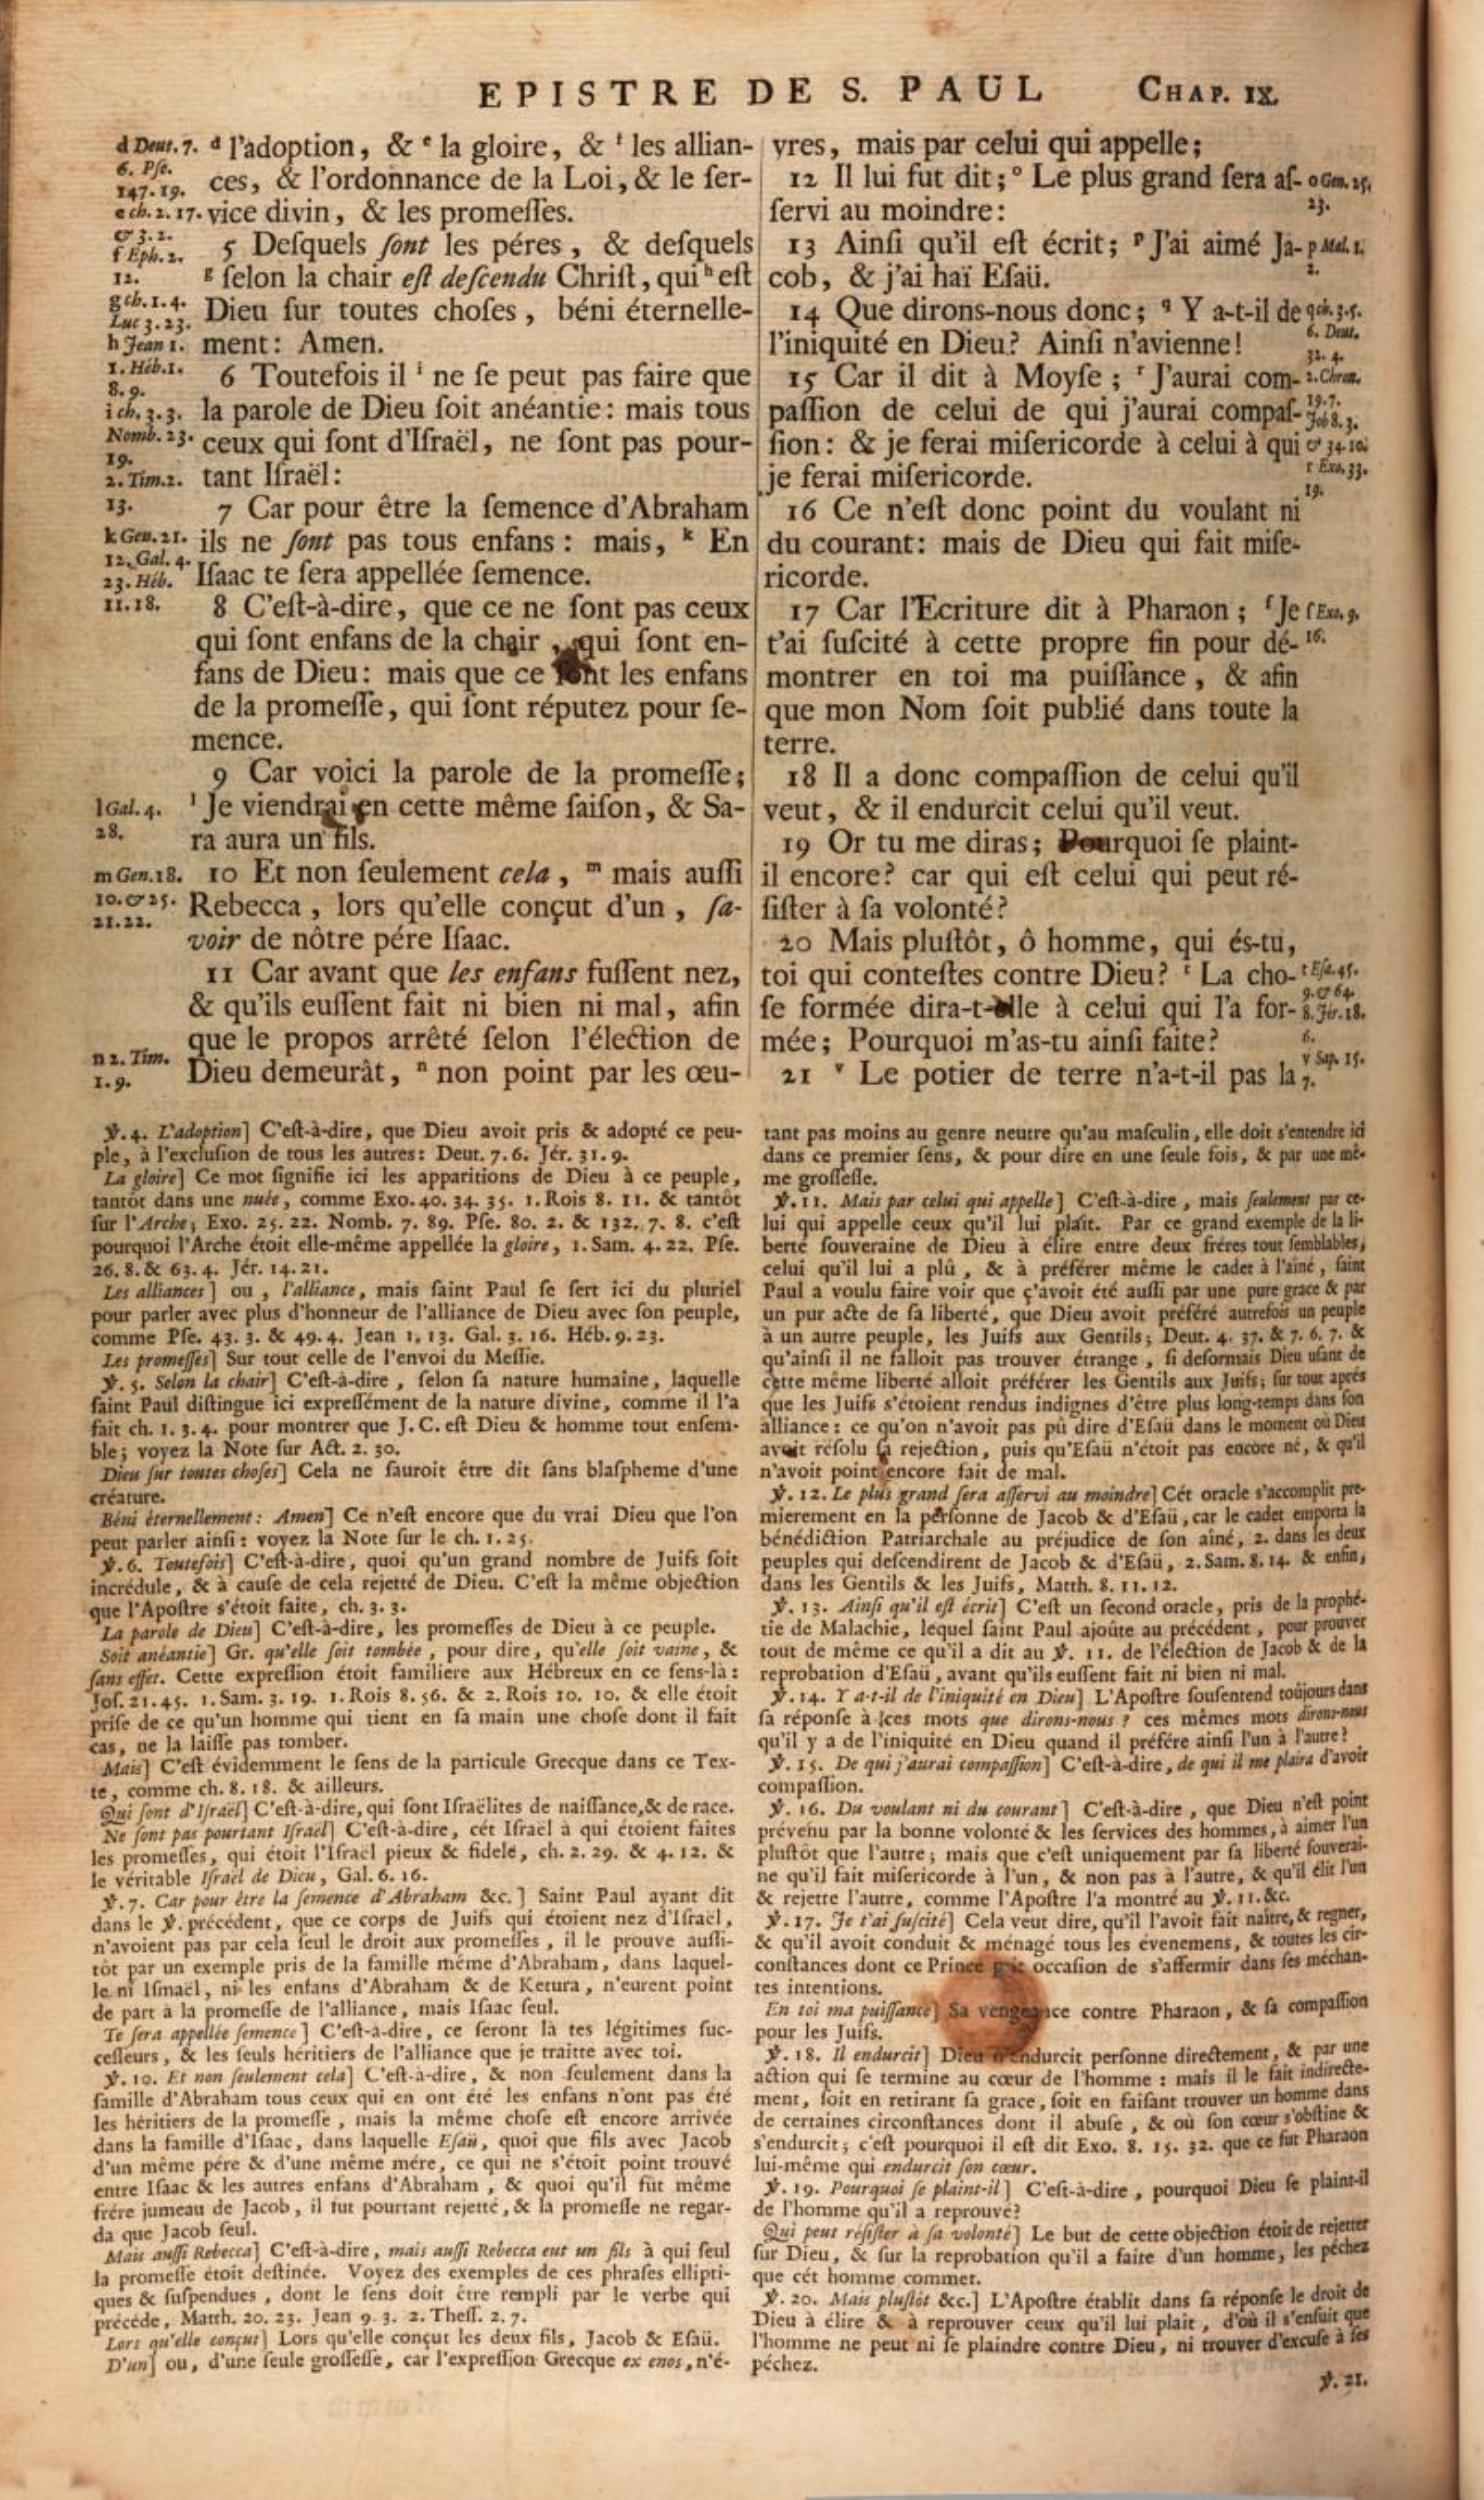 EPISTRE DE S. PAUL CHAP. IX.
d Deut. 7.
6. Pse.
147. 19.
e ch. 2. 17.
& 3. 2.
f Eph. 2.
12.
g ch. 1. 4.
Luc 3. 23.
h Jean 1.
1. Héb. 1.
8. 9.
i ch. 3. 3.
Nomb. 23.
19.
2. Tim. 2.
13.
k Gen. 21.
12. Gal. 4.
23. Héb.
11. 18.
l Gal. 4.
28.
m Gen. 18.
10. & 25.
21. 22.
n 2. Tim.
1. 9.
d l'adoption, & e la gloire, & f les allian-
ces, & l'ordonnance de la Loi, & le ſer-
vice divin, & les promeſſes.
5 Deſquels ſont les péres, & deſquels
g ſelon la chair eſt deſcendu Chriſt, qui h eſt
Dieu ſur toutes choſes, béni éternelle-
ment: Amen.
6 Toutefois il i ne ſe peut pas faire que
la parole de Dieu ſoit anéantie: mais tous
ceux qui ſont d'Iſraël, ne ſont pas pour-
tant Iſraël:
7 Car pour être la ſemence d'Abraham
ils ne ſont pas tous enfans: mais, k En
Iſaac te ſera appellée ſemence.
8 C'eſt-à-dire, que ce ne ſont pas ceux
qui ſont enfans de la chair, qui ſont en-
fans de Dieu: mais que ce ſont les enfans
de la promeſſe, qui ſont réputez pour ſe-
mence.
9 Car voici la parole de la promeſſe;
l Je viendrai en cette même ſaiſon, & Sa-
ra aura un fils.
10 Et non ſeulement cela, m mais auſſi
Rebecca, lors qu'elle conçut d'un, ſa-
voir de nôtre pére Iſaac.
11 Car avant que les enfans fuſſent nez,
& qu'ils euſſent fait ni bien ni mal, afin
que le propos arrêté ſelon l'élection de
Dieu demeurât, n non point par les œu-
vres, mais par celui qui appelle;
12 Il lui fut dit; o Le plus grand ſera aſ-
ſervi au moindre:
13 Ainſi qu'il eſt écrit; p J'ai aimé Ja-
cob, & j'ai haï Eſaü.
14 Que dirons-nous donc; q Y a-t-il de
l'iniquité en Dieu? Ainſi n'avienne!
15 Car il dit à Moyſe; r J'aurai com-
paſſion de celui de qui j'aurai compaſ-
ſion: & je ferai miſericorde à celui à qui
je ferai miſericorde.
16 Ce n'eſt donc point du voulant ni
du courant: mais de Dieu qui fait miſe-
ricorde.
17 Car l'Ecriture dit à Pharaon; ſ Je
t'ai ſuſcité à cette propre fin pour dé-
montrer en toi ma puiſſance, & afin
que mon Nom ſoit publié dans toute la
terre.
18 Il a donc compaſſion de celui qu'il
veut, & il endurcit celui qu'il veut.
19 Or tu me diras; Pourquoi ſe plaint-
il encore? car qui eſt celui qui peut ré-
ſiſter à ſa volonté?
20 Mais pluſtôt, ô homme, qui és-tu,
toi qui conteſtes contre Dieu? t La cho-
ſe formée dira-t-elle à celui qui l'a for-
mée; Pourquoi m'as-tu ainſi faite?
21 v Le potier de terre n'a-t-il pas la
o Gen. 25.
23.
p Mal. 1.
2.
q ch. 3. 5.
6. Deut.
32. 4.
2. Chron.
19. 7.
Job 8. 3.
& 34. 10.
r Exo. 33.
19.
ſ Exo. 9.
16.
t Eſa. 45.
9. & 64.
8. Jér. 18.
6.
v Sap. 15.
7.
℣. 4. L'adoption] C'eſt-à-dire, que Dieu avoit pris & adopté ce peu-
ple, à l'excluſion de tous les autres: Deut. 7. 6. Jér. 31. 9.
La gloire] Ce mot ſignifie ici les apparitions de Dieu à ce peuple,
tantôt dans une nuée, comme Exo. 40. 34. 35. 1. Rois 8. 11. & tantôt
ſur l'Arche; Exo. 25. 22. Nomb. 7. 89. Pſe. 80. 2. & 132. 7. 8. c'eſt
pourquoi l'Arche étoit elle-même appellée la gloire, 1. Sam. 4. 22. Pſe.
26. 8. & 63. 4. Jér. 14. 21.
Les alliances] ou, l'alliance, mais ſaint Paul ſe ſert ici du pluriel
pour parler avec plus d'honneur de l'alliance de Dieu avec ſon peuple,
comme Pſe. 43. 3. & 49. 4. Jean 1. 13. Gal. 3. 16. Héb. 9. 23.
Les promeſſes] Sur tout celle de l'envoi du Meſſie.
℣. 5. Selon la chair] C'eſt-à-dire, ſelon ſa nature humaine, laquelle
ſaint Paul diſtingue ici expreſſément de la nature divine, comme il l'a
fait ch. 1. 3. 4. pour montrer que J. C. eſt Dieu & homme tout enſem-
ble; voyez la Note ſur Act. 2. 30.
Dieu ſur toutes choſes] Cela ne ſauroit être dit ſans blaſpheme d'une
créature.
Béni éternellement: Amen] Ce n'eſt encore que du vrai Dieu que l'on
peut parler ainſi: voyez la Note ſur le ch. 1. 25.
℣. 6. Toutefois] C'eſt-à-dire, quoi qu'un grand nombre de Juifs ſoit
incrédule, & à cauſe de cela rejetté de Dieu. C'eſt la même objection
que l'Apoſtre s'étoit faite, ch. 3. 3.
La parole de Dieu] C'eſt-à-dire, les promeſſes de Dieu à ce peuple.
Soit anéantie] Gr. qu'elle ſoit tombée, pour dire, qu'elle ſoit vaine, &
ſans effet. Cette expreſſion étoit familiere aux Hébreux en ce ſens-là:
Joſ. 21. 45. 1. Sam. 3. 19. 1. Rois 8. 56. & 2. Rois 10. 10. & elle étoit
priſe de ce qu'un homme qui tient en ſa main une choſe dont il fait
cas, ne la laiſſe pas tomber.
Mais] C'eſt évidemment le ſens de la particule Grecque dans ce Tex-
te, comme ch. 8. 18. & ailleurs.
Qui ſont d'Iſraël] C'eſt-à-dire, qui ſont Iſraëlites de naiſſance, & de race.
Ne ſont pas pourtant Iſraël] C'eſt-à-dire, cét Iſraël à qui étoient faites
les promeſſes, qui étoit l'Iſraël pieux & fidele, ch. 2. 29. & 4. 12. &
le véritable Iſraël de Dieu, Gal. 6. 16.
℣. 7. Car pour être la ſemence d'Abraham &c.] Saint Paul ayant dit
dans le ℣. précédent, que ce corps de Juifs qui étoient nez d'Iſraël,
n'avoient pas par cela ſeul le droit aux promeſſes, il le prouve auſſi-
tôt par un exemple pris de la famille même d'Abraham, dans laquel-
le ni Iſmaël, ni les enfans d'Abraham & de Ketura, n'eurent point
de part à la promeſſe de l'alliance, mais Iſaac ſeul.
Te ſera appellée ſemence] C'eſt-à-dire, ce ſeront là tes légitimes ſuc-
ceſſeurs, & les ſeuls héritiers de l'alliance que je traitte avec toi.
℣. 10. Et non ſeulement cela] C'eſt-à-dire, & non ſeulement dans la
famille d'Abraham tous ceux qui en ont été les enfans n'ont pas été
les héritiers de la promeſſe, mais la même choſe eſt encore arrivée
dans la famille d'Iſaac, dans laquelle Eſaü, quoi que fils avec Jacob
d'un même pére & d'une même mére, ce qui ne s'étoit point trouvé
entre Iſaac & les autres enfans d'Abraham, & quoi qu'il fût même
frére jumeau de Jacob, il fut pourtant rejetté, & la promeſſe ne regar-
da que Jacob ſeul.
Mais auſſi Rebecca] C'eſt-à-dire, mais auſſi Rebecca eut un fils à qui ſeul
la promeſſe étoit deſtinée. Voyez des exemples de ces phraſes ellipti-
ques & ſuſpendues, dont le ſens doit être rempli par le verbe qui
précéde, Matth. 20. 23. Jean 9. 3. 2. Theſſ. 2. 7.
Lors qu'elle conçut] Lors qu'elle conçut les deux fils, Jacob & Eſaü.
D'un] ou, d'une ſeule groſſeſſe, car l'expreſſion Grecque ex enos, n'é-
tant pas moins au genre neutre qu'au maſculin, elle doit s'entendre ici
dans ce premier ſens, & pour dire en une ſeule fois, & par une mê-
me groſſeſſe.
℣. 11. Mais par celui qui appelle] C'eſt-à-dire, mais ſeulement par ce-
lui qui appelle ceux qu'il lui plaît. Par ce grand exemple de la li-
berté ſouveraine de Dieu à élire entre deux fréres tout ſemblables,
celui qu'il lui a plû, & à préférer même le cadet à l'ainé, ſaint
Paul a voulu faire voir que ç'avoit été auſſi par une pure grace & par
un pur acte de ſa liberté, que Dieu avoit préféré autrefois un peuple
à un autre peuple, les Juifs aux Gentils; Deut. 4. 37. & 7. 6. 7. &
qu'ainſi il ne falloit pas trouver étrange, ſi deſormais Dieu uſant de
cette même liberté alloit préférer les Gentils aux Juifs; ſur tout aprés
que les Juifs s'étoient rendus indignes d'être plus long-temps dans ſon
alliance: ce qu'on n'avoit pas pû dire d'Eſaü dans le moment où Dieu
avoit réſolu ſa rejection, puis qu'Eſaü n'étoit pas encore né, & qu'il
n'avoit point encore fait de mal.
℣. 12. Le plus grand ſera aſſervi au moindre] Cét oracle s'accomplit pre-
mierement en la perſonne de Jacob & d'Eſaü, car le cadet emporta la
bénédiction Patriarchale au préjudice de ſon aîné, 2. dans les deux
peuples qui deſcendirent de Jacob & d'Eſaü, 2. Sam. 8. 14. & enfin,
dans les Gentils & les Juifs, Matth. 8. 11. 12.
℣. 13. Ainſi qu'il eſt écrit] C'eſt un ſecond oracle, pris de la prophé-
tie de Malachie, lequel ſaint Paul ajoûte au précédent, pour prouver
tout de même ce qu'il a dit au ℣. 11. de l'élection de Jacob & de la
reprobation d'Eſaü, avant qu'ils euſſent fait ni bien ni mal.
℣. 14. Y a-t-il de l'iniquité en Dieu] L'Apoſtre ſouſentend toûjours dans
ſa réponſe à ces mots que dirons-nous? ces mêmes mots dirons-nous
qu'il y a de l'iniquité en Dieu quand il préfére ainſi l'un à l'autre?
℣. 15. De qui j'aurai compaſſion] C'eſt-à-dire, de qui il me plaira d'avoir
compaſſion.
℣. 16. Du voulant ni du courant] C'eſt-à-dire, que Dieu n'eſt point
prévenu par la bonne volonté & les ſervices des hommes, à aimer l'un
pluſtôt que l'autre; mais que c'eſt uniquement par ſa liberté ſouverai-
ne qu'il fait miſericorde à l'un, & non pas à l'autre, & qu'il élit l'un
& rejette l'autre, comme l'Apoſtre l'a montré au ℣. 11. &c.
℣. 17. Je t'ai ſuſcité] Cela veut dire, qu'il l'avoit fait naître, & regner,
& qu'il avoit conduit & ménagé tous les évenemens, & toutes les cir-
conſtances dont ce Prince prit occaſion de s'affermir dans ſes méchan-
tes intentions.
En toi ma puiſſance] Sa vengeance contre Pharaon, & ſa compaſſion
pour les Juifs.
℣. 18. Il endurcit] Dieu n'endurcit perſonne directement, & par une
action qui ſe termine au cœur de l'homme: mais il le fait indirecte-
ment, ſoit en retirant ſa grace, ſoit en faiſant trouver un homme dans
de certaines circonſtances dont il abuſe, & où ſon cœur s'obſtine &
s'endurcit; c'eſt pourquoi il eſt dit Exo. 8. 15. 32. que ce fut Pharaon
lui-même qui endurcit ſon cœur.
℣. 19. Pourquoi ſe plaint-il] C'eſt-à-dire, pourquoi Dieu ſe plaint-il
de l'homme qu'il a reprouvé?
Qui peut réſiſter à ſa volonté] Le but de cette objection étoit de rejetter
ſur Dieu, & ſur la reprobation qu'il a faite d'un homme, les péchez
que cét homme commet.
℣. 20. Mais pluſtôt &c.] L'Apoſtre établit dans ſa réponſe le droit de
Dieu à élire & à reprouver ceux qu'il lui plait, d'où il s'enſuit que
l'homme ne peut ni ſe plaindre contre Dieu, ni trouver d'excuſe à ſes
péchez.
℣. 21.